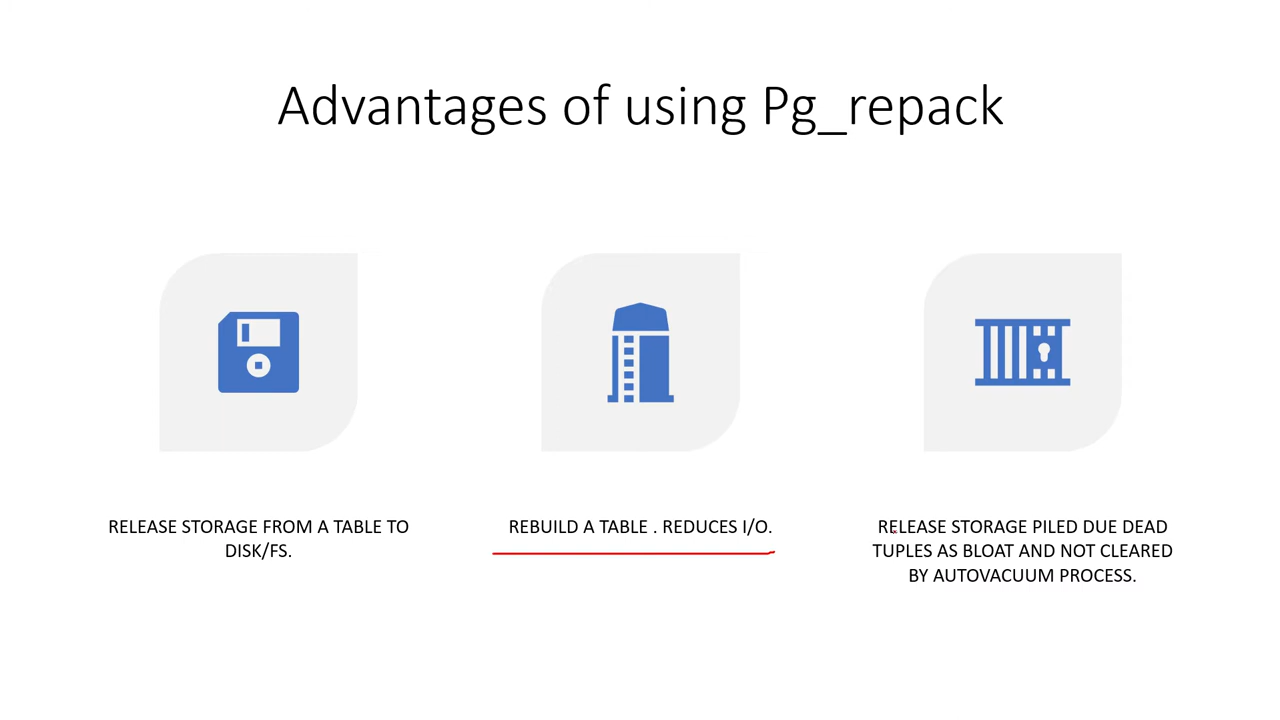 Advantages of using Pg_repack
RELEASE STORAGE FROM A TABLE TO
DISK/FS.
REBUILD A TABLE . REDUCES I/O.
RELEASE STORAGE PILED DUE DEAD
TUPLES AS BLOAT AND NOT CLEARED
BY AUTOVACUUM PROCESS.